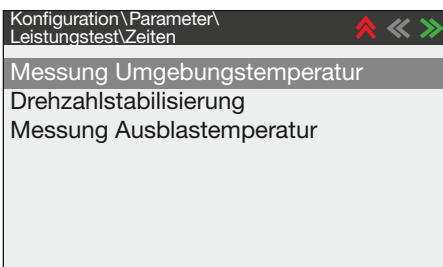 Konfiguration\Parameter\
Leistungstest\Zeiten
Messung Umgebungstemperatur
Drehzahlstabilisierung
Messung Ausblastemperatur